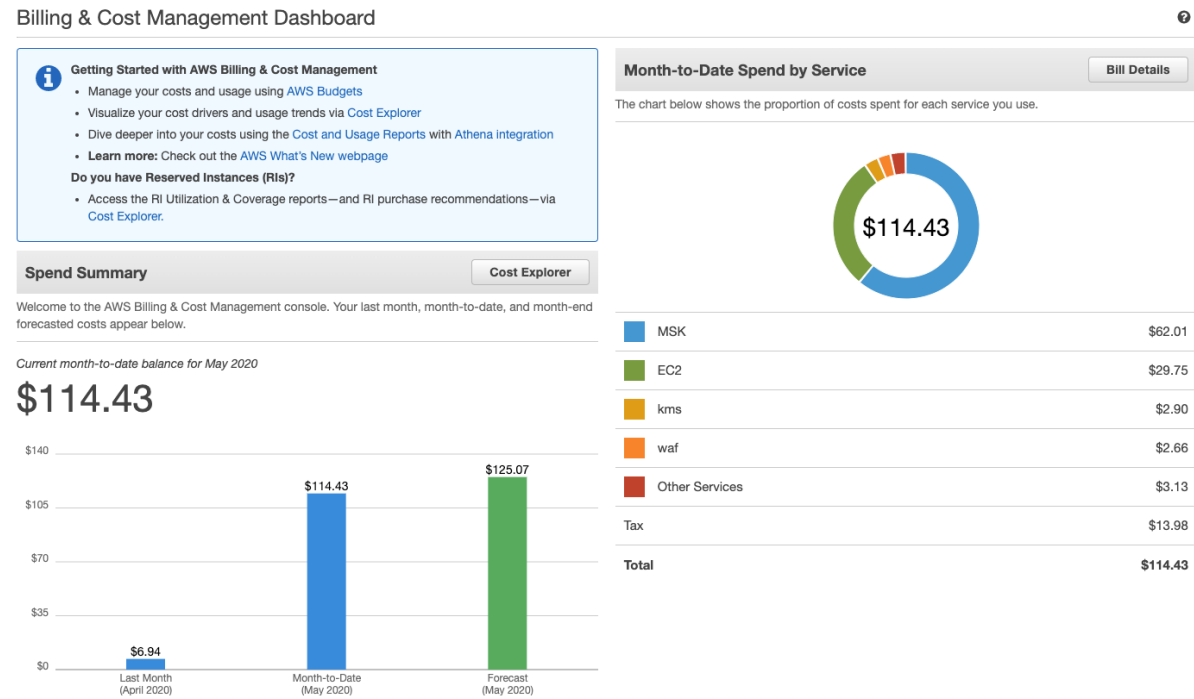 Billing & Cost Management Dashboard
Getting Started with AWS Billing & Cost Management
• Manage your costs and usage using AWS Budgets
• Visualize your cost drivers and usage trends via Cost Explorer
• Dive deeper into your costs using the Cost and Usage Reports with Athena integration
• Learn more: Check out the AWS What's New webpage
Do you have Reserved Instances (RIs)?
• Access the RI Utilization & Coverage reports—and RI purchase recommendations—via
Cost Explorer.
Spend Summary
Cost Explorer
Welcome to the AWS Billing & Cost Management console. Your last month, month-to-date, and month-end
forecasted costs appear below.
Current month-to-date balance for May 2020
$114.43
$140
$105
$70
$35
$0
$6.94
$114.43
$125.07
Last Month
(April 2020)
Month-to-Date
(May 2020)
Forecast
(May 2020)
Month-to-Date Spend by Service
Bill Details
The chart below shows the proportion of costs spent for each service you use.
$114.43
MSK $62.01
EC2 $29.75
kms $2.90
waf $2.66
Other Services $3.13
Tax $13.98
Total $114.43